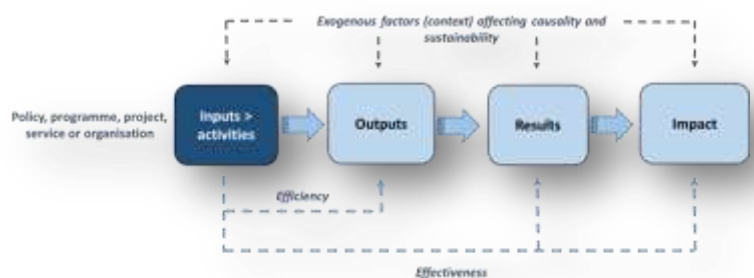 Exogenous factors (context) affecting causality and
sustainability
Policy, programme, project,
service or organisation
Inputs >
activities
Outputs
Results
Impact
Efficiency
Effectiveness